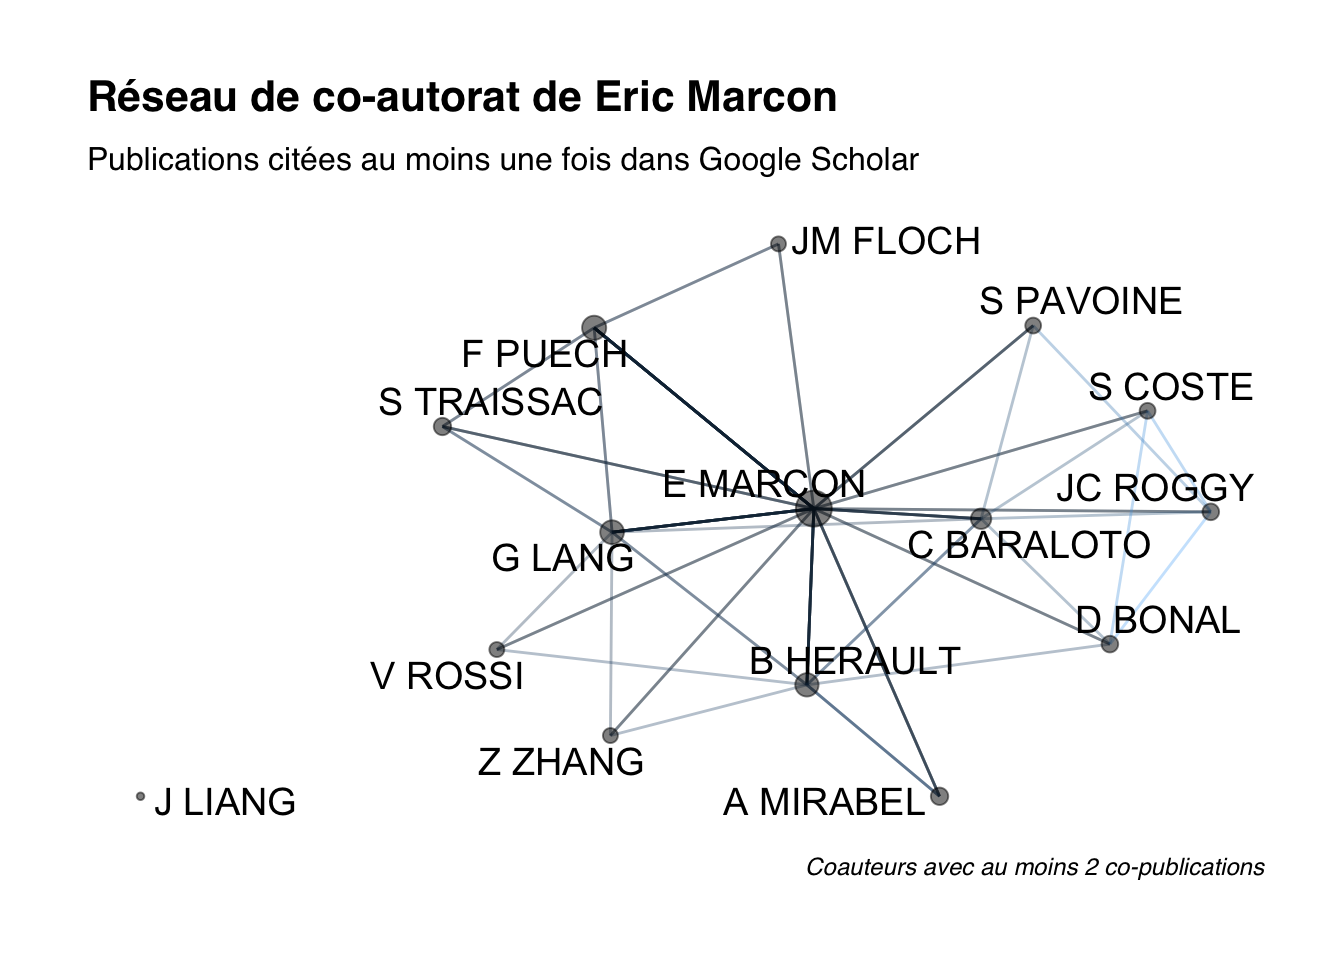 Réseau de co-autorat de Eric Marcon
Publications citées au moins une fois dans Google Scholar
JM FLOCH
S PAVOINE
F PUECH
S COSTE
S TRAISSAC
E MARCON
JC ROGGY
C BARALOTO
G LANG
D BONAL
B HERAULT
V ROSSI
Z ZHANG
J LIANG
A MIRABEL
Coauteurs avec au moins 2 co-publications